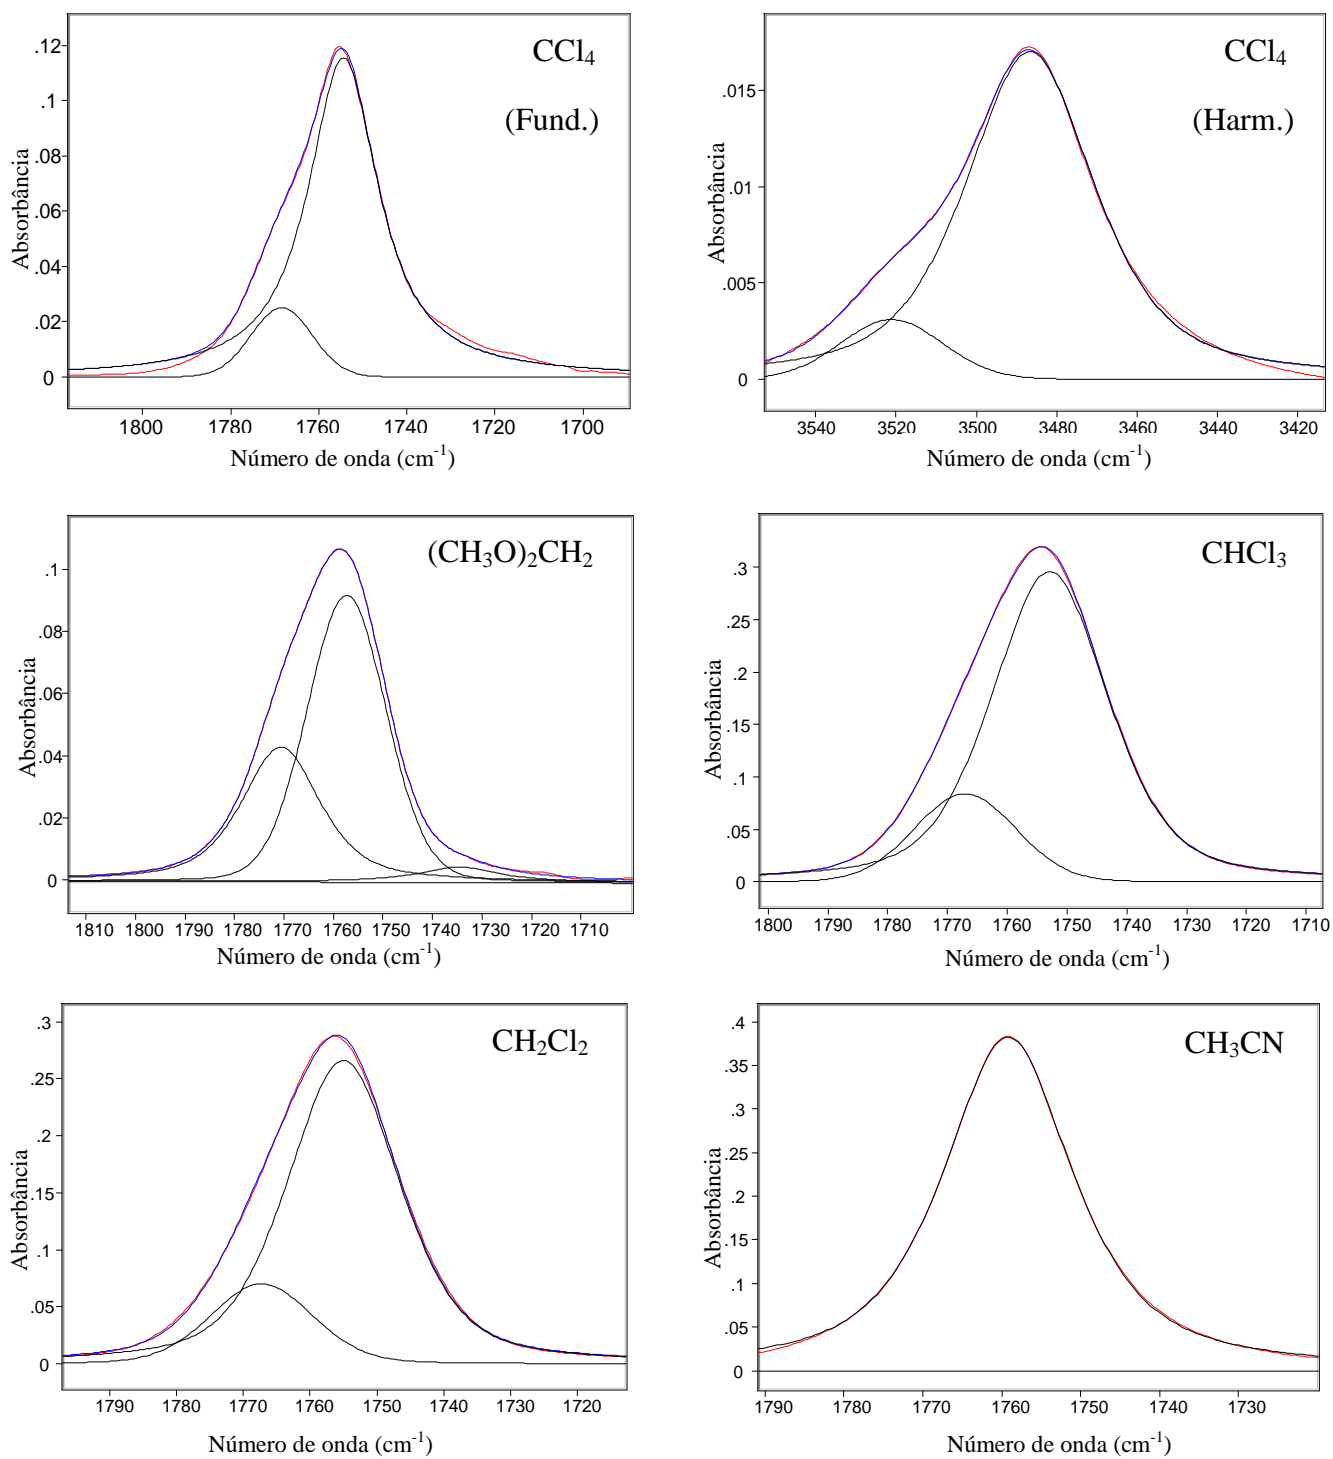 CCl4
(Fund.)
Absorbância
.12
.1
.08
.06
.04
.02
0
1800 1780 1760 1740 1720 1700
Número de onda (cm-1)
CCl4
(Harm.)
Absorbância
.015
.01
.005
0
3540 3520 3500 3480 3460 3440 3420
Número de onda (cm-1)
(CH3O)2CH2
Absorbância
.1
.08
.06
.04
.02
0
1810 1800 1790 1780 1770 1760 1750 1740 1730 1720 1710
Número de onda (cm-1)
CHCl3
Absorbância
.3
.25
.2
.15
.1
.05
0
1800 1790 1780 1770 1760 1750 1740 1730 1720 1710
Número de onda (cm-1)
CH2Cl2
Absorbância
.3
.25
.2
.15
.1
.05
0
1790 1780 1770 1760 1750 1740 1730 1720
Número de onda (cm-1)
CH3CN
Absorbância
.4
.35
.3
.25
.2
.15
.1
.05
0
1790 1780 1770 1760 1750 1740 1730
Número de onda (cm-1)